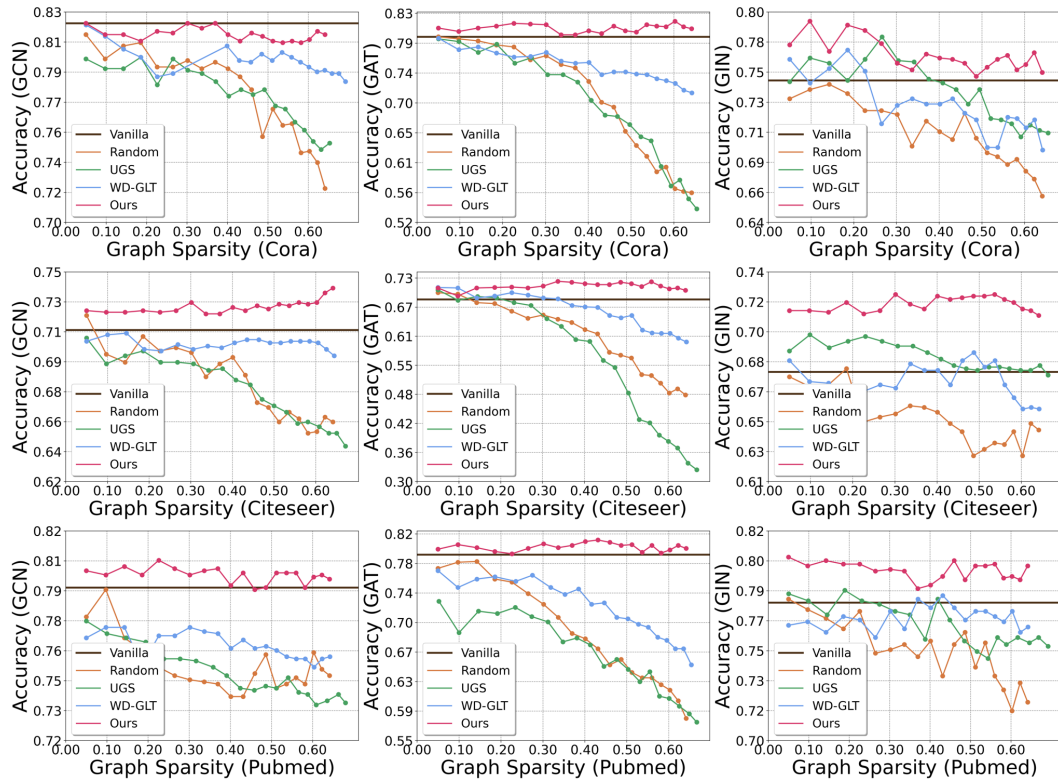 Accuracy (GCN)
0.83
0.81
0.79
0.77
0.76
0.74
0.72
0.70
Vanilla
Random
UGS
WD-GLT
Ours
0.00 0.10 0.20 0.30 0.40 0.50 0.60
Graph Sparsity (Cora)
Accuracy (GAT)
0.83
0.79
0.74
0.70
0.65
0.61
0.56
0.52
Vanilla
Random
UGS
WD-GLT
Ours
0.00 0.10 0.20 0.30 0.40 0.50 0.60
Graph Sparsity (Cora)
Accuracy (GIN)
0.80
0.78
0.75
0.73
0.71
0.69
0.66
0.64
Vanilla
Random
UGS
WD-GLT
Ours
0.00 0.10 0.20 0.30 0.40 0.50 0.60
Graph Sparsity (Cora)
Accuracy (GCN)
0.75
0.73
0.71
0.69
0.68
0.66
0.64
0.62
Vanilla
Random
UGS
WD-GLT
Ours
0.00 0.10 0.20 0.30 0.40 0.50 0.60
Graph Sparsity (Citeseer)
Accuracy (GAT)
0.73
0.67
0.61
0.54
0.48
0.42
0.36
0.30
Vanilla
Random
UGS
WD-GLT
Ours
0.00 0.10 0.20 0.30 0.40 0.50 0.60
Graph Sparsity (Citeseer)
Accuracy (GIN)
0.74
0.72
0.70
0.68
0.67
0.65
0.63
0.61
Vanilla
Random
UGS
WD-GLT
Ours
0.00 0.10 0.20 0.30 0.40 0.50 0.60
Graph Sparsity (Citeseer)
Accuracy (GCN)
0.82
0.81
0.79
0.78
0.76
0.75
0.73
0.72
Vanilla
Random
UGS
WD-GLT
Ours
0.00 0.10 0.20 0.30 0.40 0.50 0.60
Graph Sparsity (Pubmed)
Accuracy (GAT)
0.82
0.78
0.74
0.70
0.67
0.63
0.59
0.55
Vanilla
Random
UGS
WD-GLT
Ours
0.00 0.10 0.20 0.30 0.40 0.50 0.60
Graph Sparsity (Pubmed)
Accuracy (GIN)
0.82
0.80
0.79
0.77
0.75
0.73
0.72
0.70
Vanilla
Random
UGS
WD-GLT
Ours
0.00 0.10 0.20 0.30 0.40 0.50 0.60
Graph Sparsity (Pubmed)